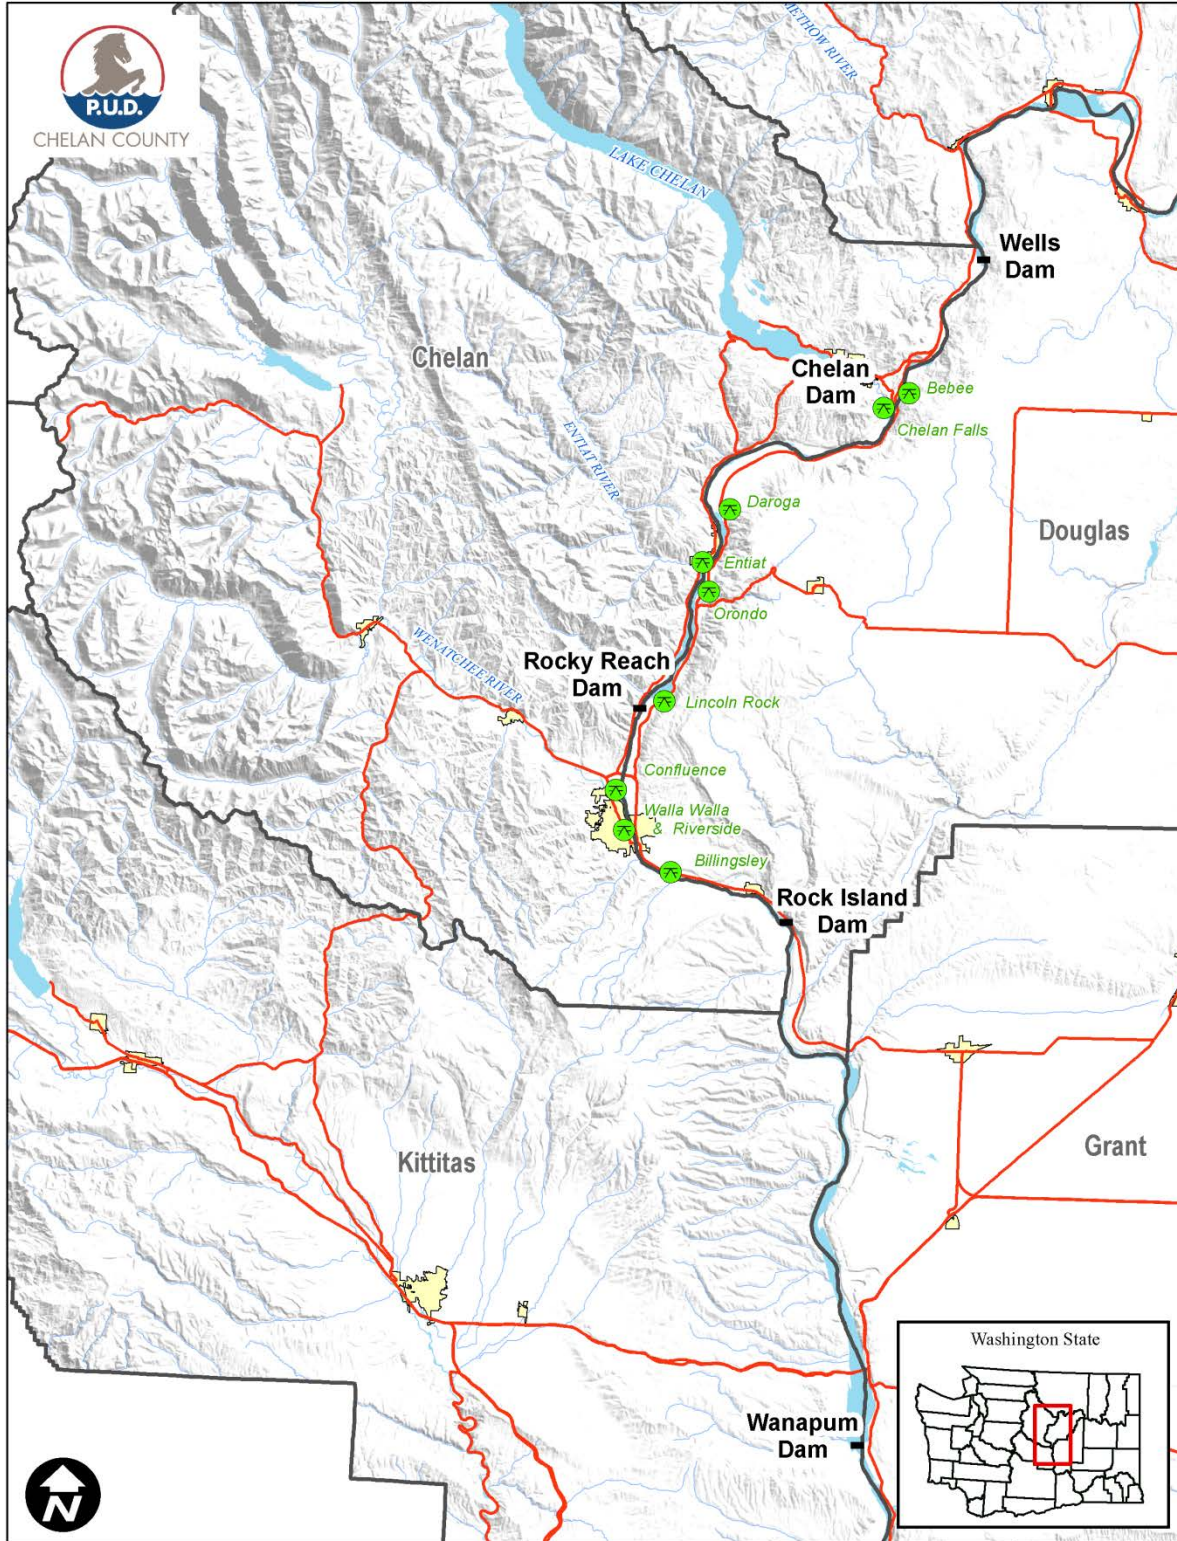 P.U.D.
CHELAN COUNTY
METHOW RIVER
LAKE CHELAN
Wells
Dam
Chelan
Chelan
Dam
Bebee
Chelan Falls
ENTIAT RIVER
Daroga
Douglas
Entiat
Orondo
WENATCHEE RIVER
Rocky Reach
Dam
Lincoln Rock
Confluence
Walla Walla
& Riverside
Billingsley
Rock Island
Dam
Kittitas
Grant
Wanapum
Dam
Washington State
N